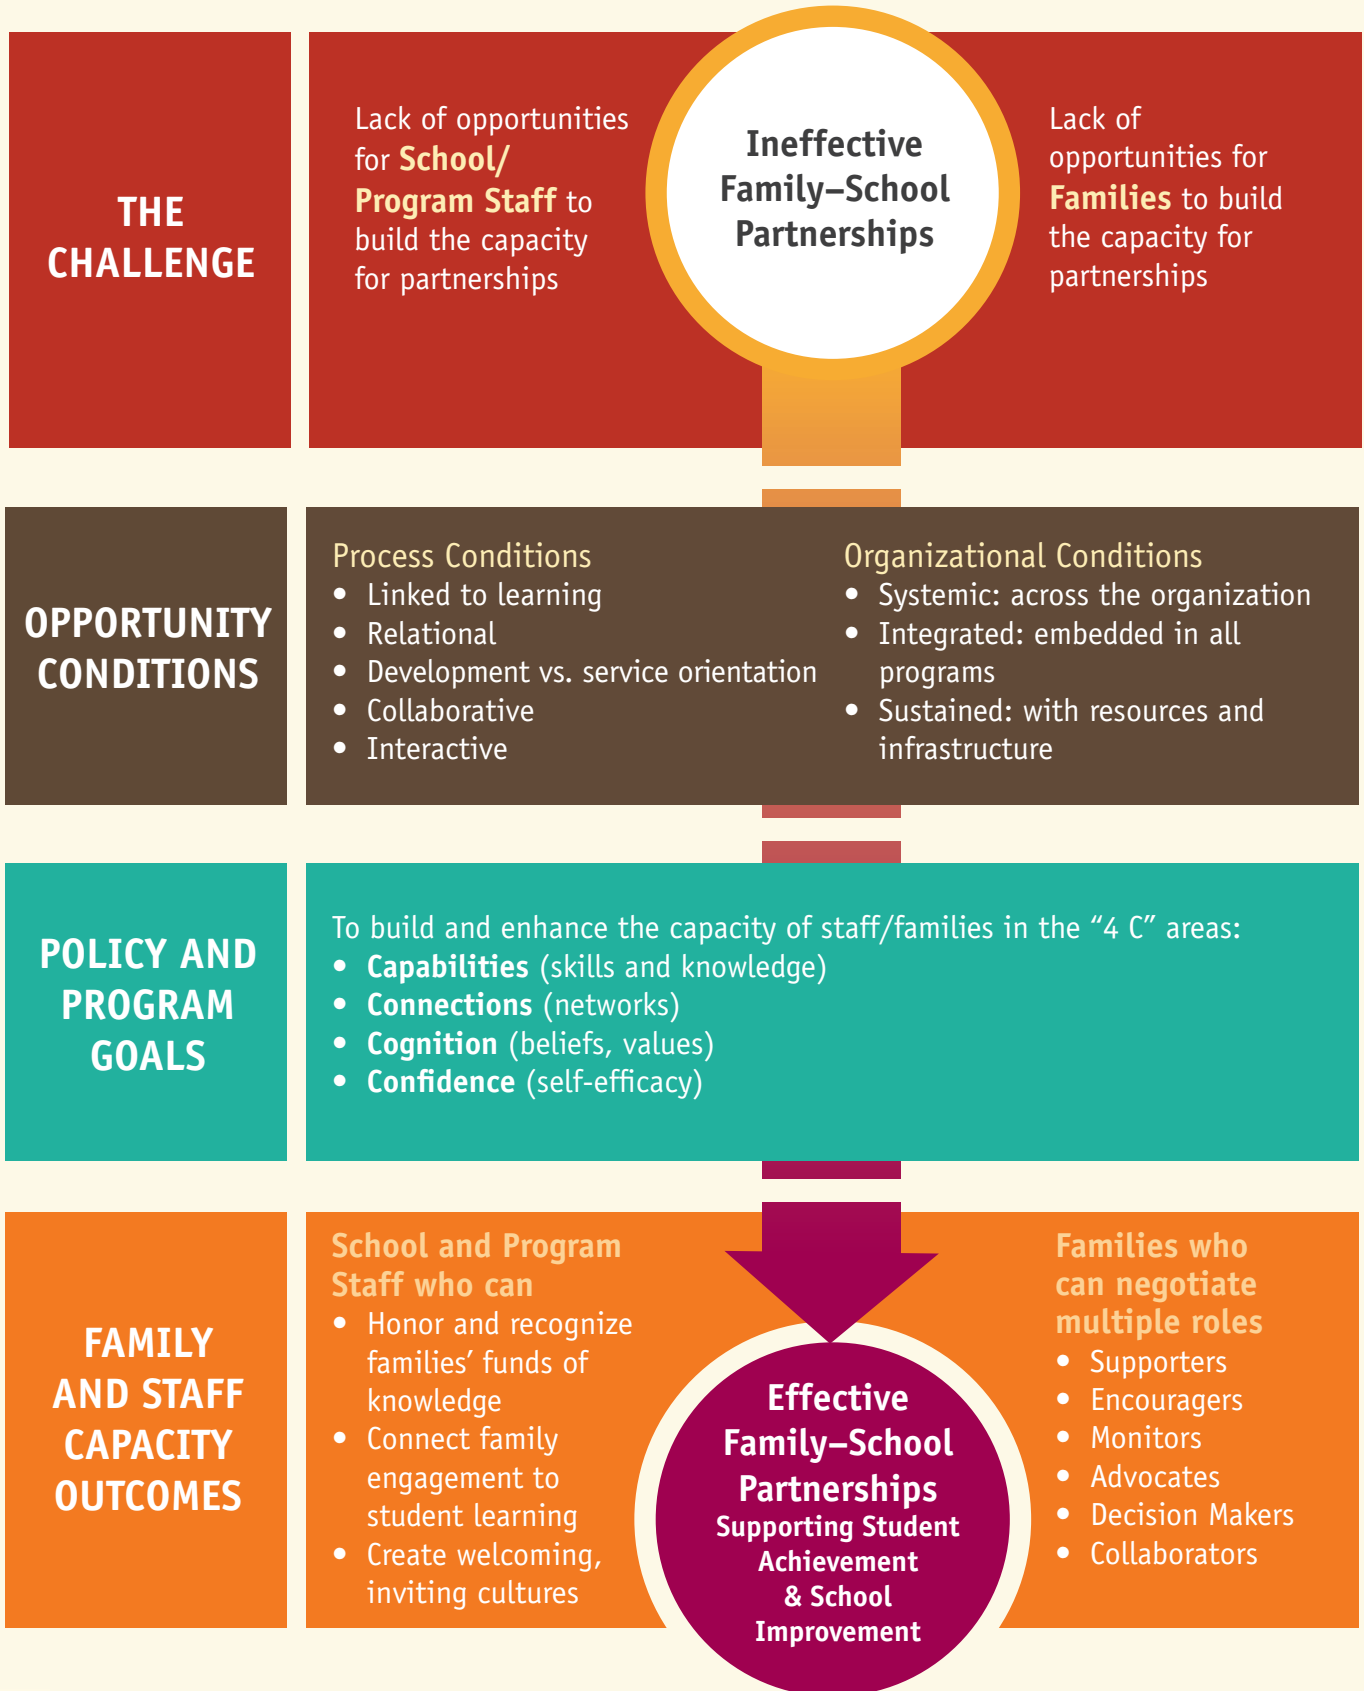 THE
CHALLENGE
Lack of opportunities
for School/
Program Staff to
build the capacity
for partnerships
Ineffective
Family–School
Partnerships
Lack of
opportunities for
Families to build
the capacity for
partnerships
OPPORTUNITY
CONDITIONS
Process Conditions
• Linked to learning
• Relational
• Development vs. service orientation
• Collaborative
• Interactive
Organizational Conditions
• Systemic: across the organization
• Integrated: embedded in all
programs
• Sustained: with resources and
infrastructure
POLICY AND
PROGRAM
GOALS
To build and enhance the capacity of staff/families in the “4 C” areas:
• Capabilities (skills and knowledge)
• Connections (networks)
• Cognition (beliefs, values)
• Confidence (self-efficacy)
FAMILY
AND STAFF
CAPACITY
OUTCOMES
School and Program
Staff who can
• Honor and recognize
families’ funds of
knowledge
• Connect family
engagement to
student learning
• Create welcoming,
inviting cultures
Effective
Family–School
Partnerships
Supporting Student
Achievement
& School
Improvement
Families who
can negotiate
multiple roles
• Supporters
• Encouragers
• Monitors
• Advocates
• Decision Makers
• Collaborators